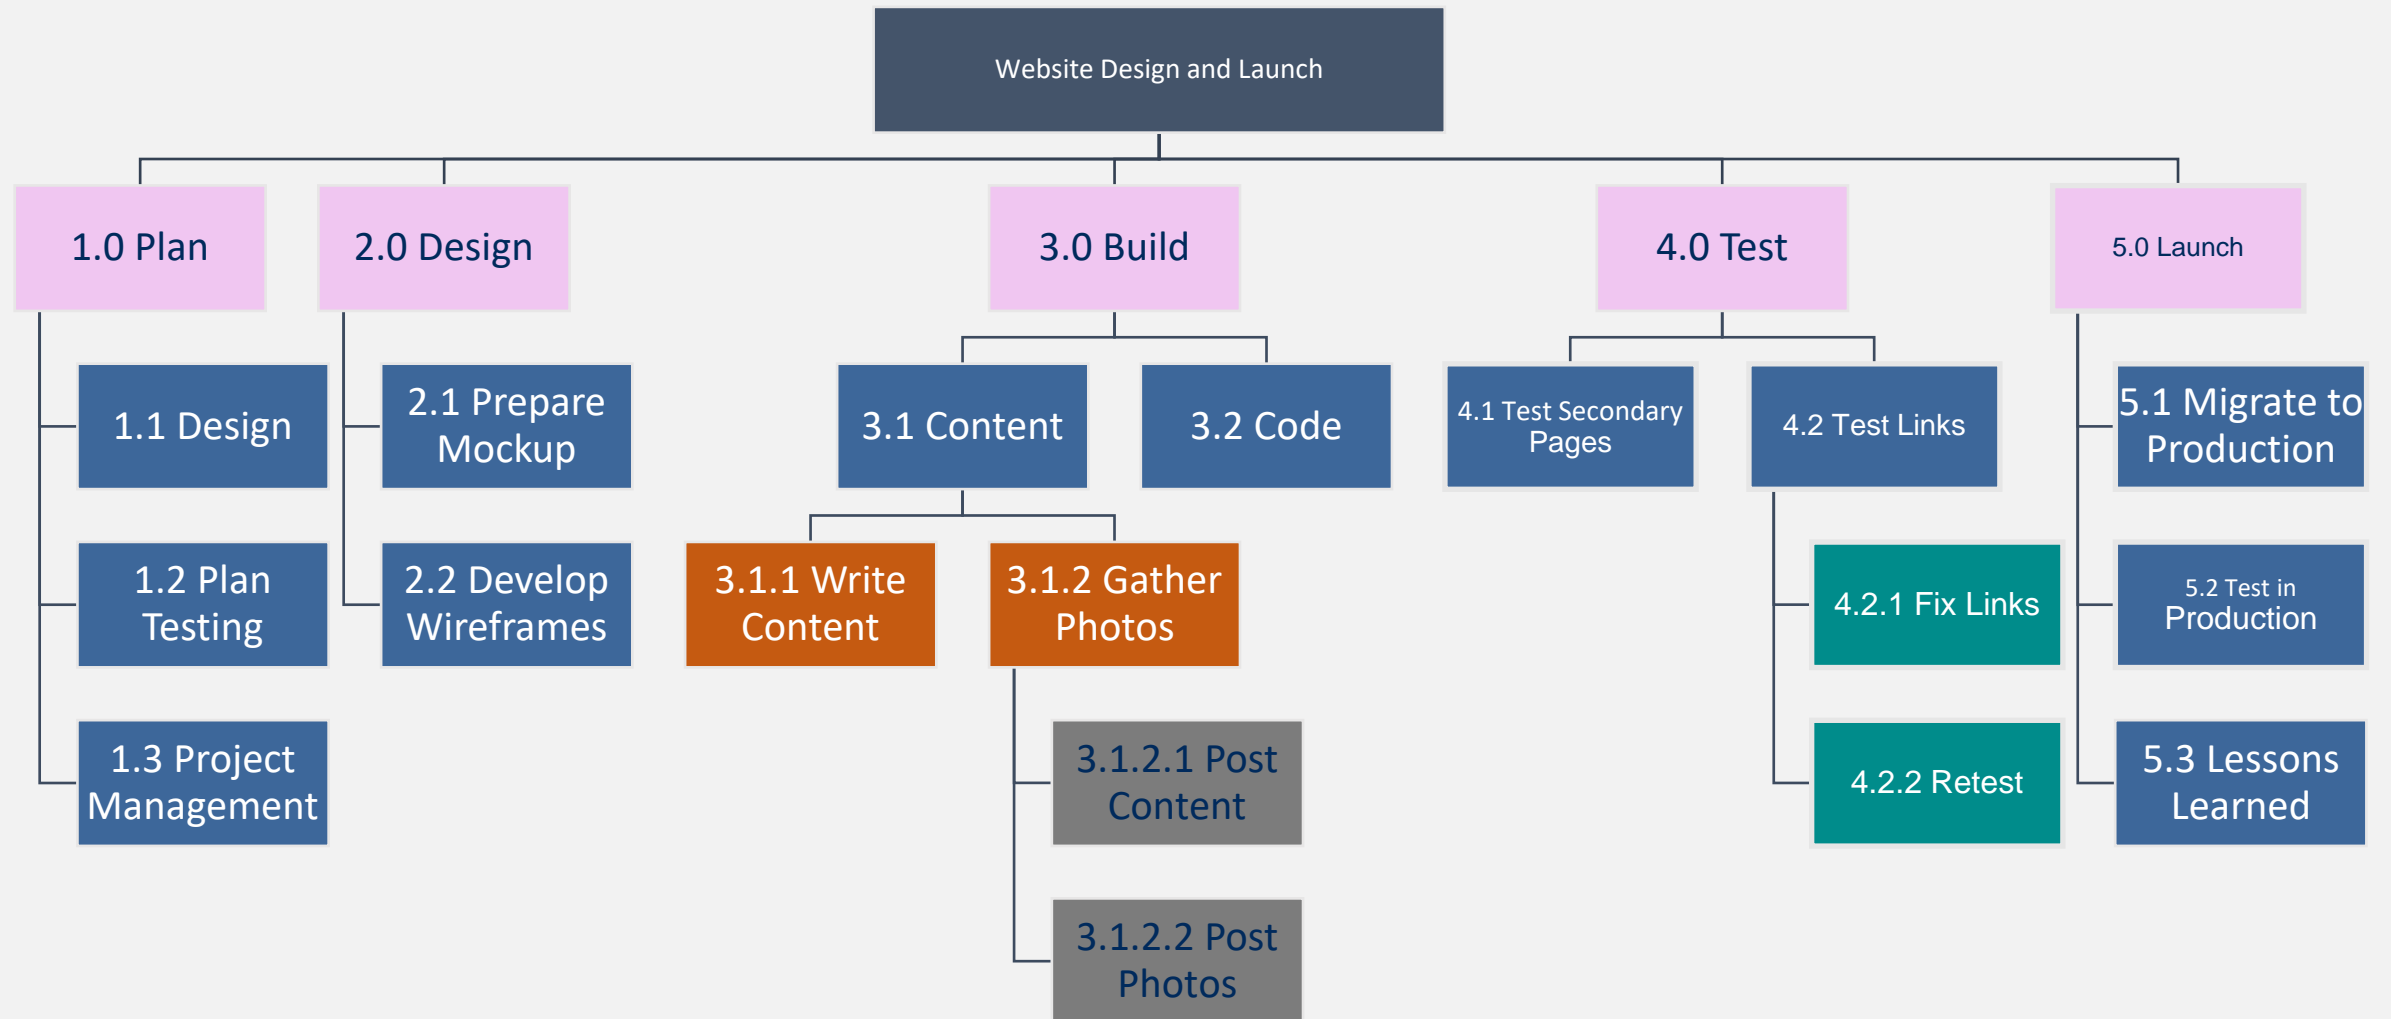 Website Design and Launch
1.0 Plan
2.0 Design
3.0 Build
4.0 Test
5.0 Launch
1.1 Design
2.1 Prepare
Mockup
3.1 Content
3.2 Code
4.1 Test Secondary
Pages
4.2 Test Links
5.1 Migrate to
Production
1.2 Plan
Testing
2.2 Develop
Wireframes
3.1.1 Write
Content
3.1.2 Gather
Photos
4.2.1 Fix Links
5.2 Test in
Production
1.3 Project
Management
3.1.2.1 Post
Content
4.2.2 Retest
5.3 Lessons
Learned
3.1.2.2 Post
Photos